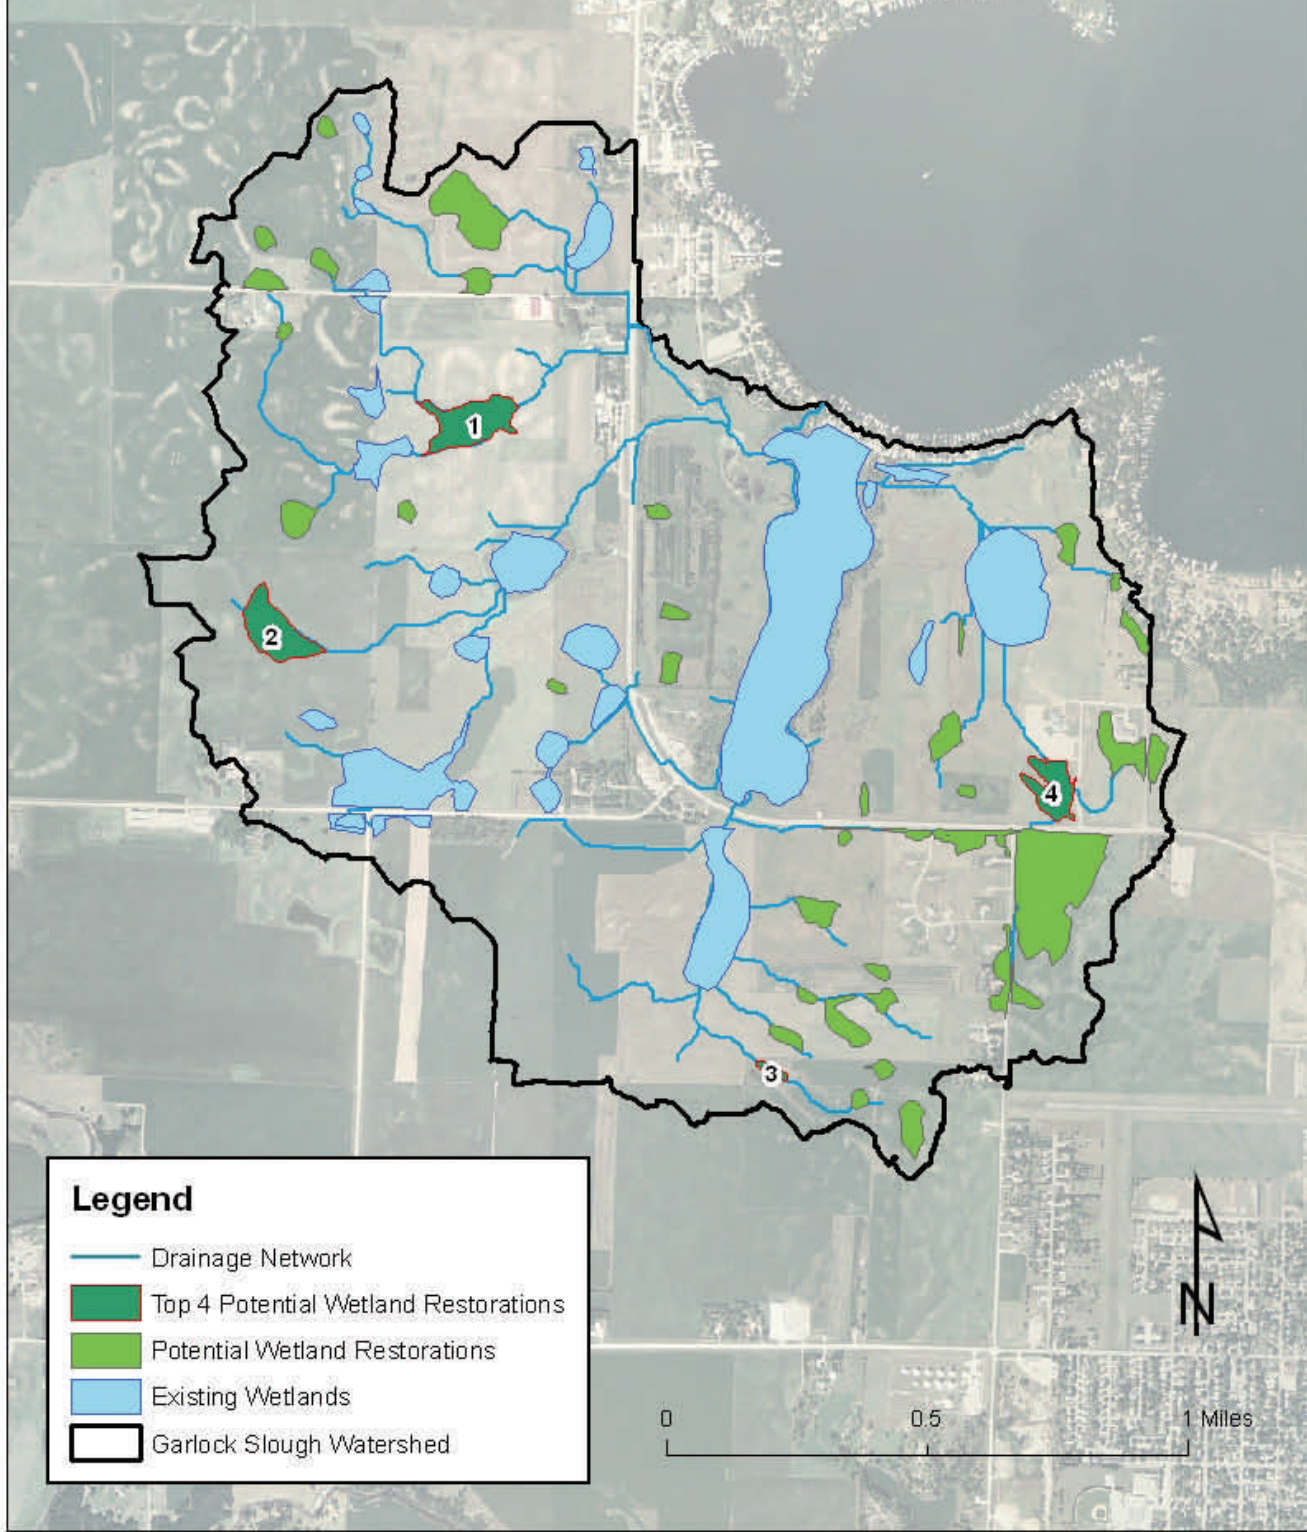 1
2
4
3
Legend
Drainage Network
Top 4 Potential Wetland Restorations
Potential Wetland Restorations
Existing Wetlands
Garlock Slough Watershed
N
0 0.5 1 Miles